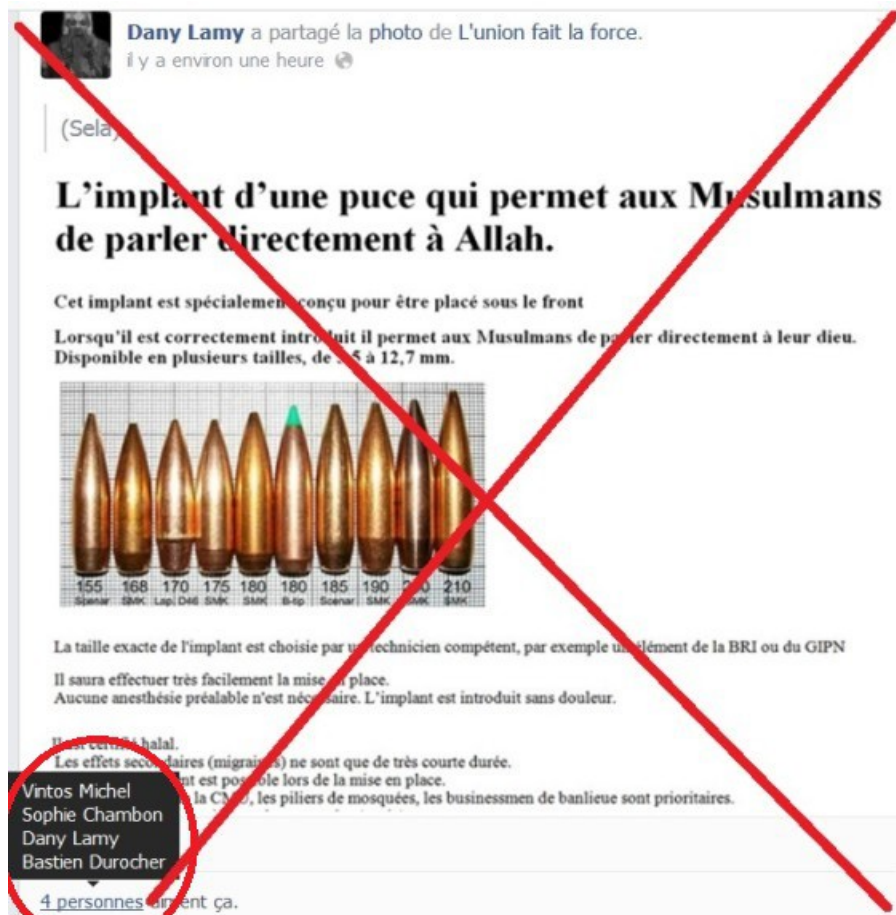 Dany Lamy a partagé la photo de L'union fait la force.
il y a environ une heure
(Sela)
L'implant d'une puce qui permet aux Musulmans
de parler directement à Allah.
Cet implant est spécialement conçu pour être placé sous le front
Lorsqu'il est correctement introduit il permet aux Musulmans de parler directement à leur dieu.
Disponible en plusieurs tailles, de à 12,7 mm.
155 168 170 175 180 180 185 190 210
SMK Lap. D46 SMK SMK B-tip Scenar SMK SMK SMK
La taille exacte de l'implant est choisie par un technicien compétent, par exemple un élément de la BRI ou du GIPN
Il saura effectuer très facilement la mise en place.
Aucune anesthésie préalable n'est nécessaire. L'implant est introduit sans douleur.
Il est certifié halal.
Les effets secondaires (migraines) ne sont que de très courte durée.
est possible lors de la mise en place.
la CMU, les piliers de mosquées, les businessmen de banlieue sont prioritaires.
Vintos Michel
Sophie Chambon
Dany Lamy
Bastien Durocher
4 personnes aiment ça.